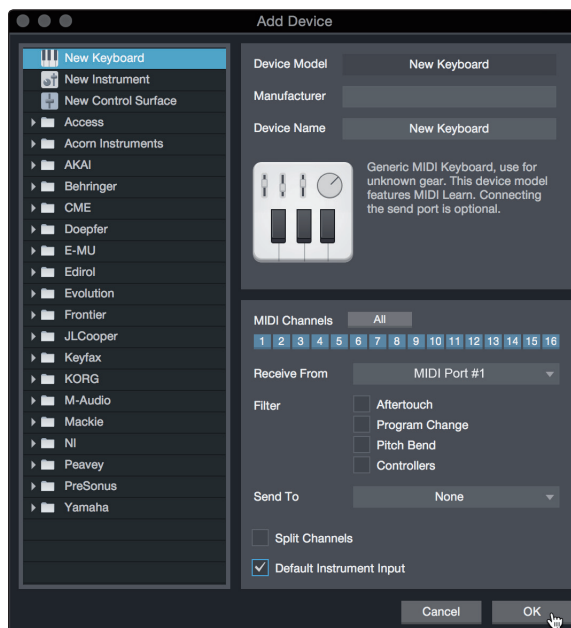 Add Device
New Keyboard
New Instrument
New Control Surface
Access
Acorn Instruments
AKAI
Behringer
CME
Doepfer
E-MU
Edirol
Evolution
Frontier
JLCooper
Keyfax
KORG
M-Audio
Mackie
NI
Peavey
PreSonus
Yamaha
Device Model New Keyboard
Manufacturer
Device Name New Keyboard
Generic MIDI Keyboard, use for
unknown gear. This device model
features MIDI Learn. Connecting
the send port is optional.
MIDI Channels All
1 2 3 4 5 6 7 8 9 10 11 12 13 14 15 16
Receive From MIDI Port #1
Filter Aftertouch
Program Change
Pitch Bend
Controllers
Send To None
Split Channels
Default Instrument Input
Cancel OK